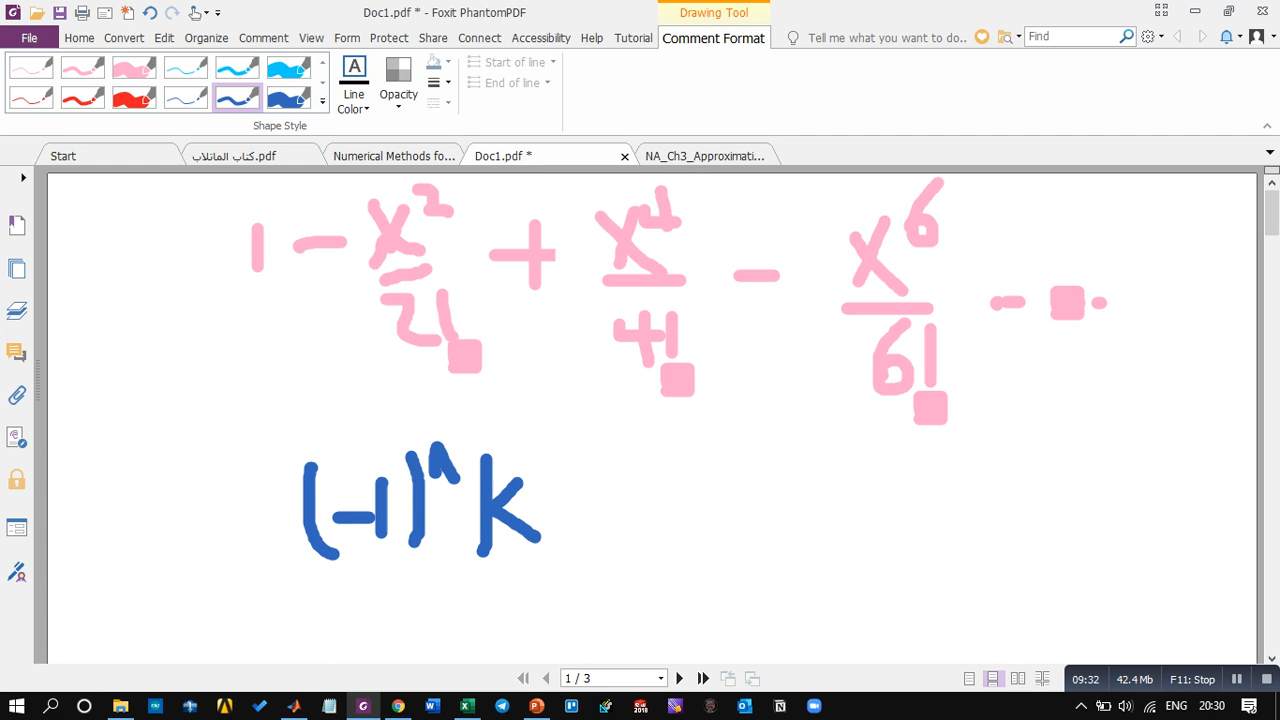 Doc1.pdf * - Foxit PhantomPDF
Drawing Tool
File Home Convert Edit Organize Comment View Form Protect Share Connect Accessibility Help Tutorial Comment Format Tell me what you want to do.. Find
Line Color
Opacity
Start of line
End of line
Shape Style
Start كتاب الماتلاب.pdf Numerical Methods fo... Doc1.pdf * NA_Ch3_Approximati...
1 - x²/2! + x⁴/4! - x⁶/6! - - -
(-1)^n K
1 / 3
09:32 42,4 Mb F11: Stop
ENG 20:30